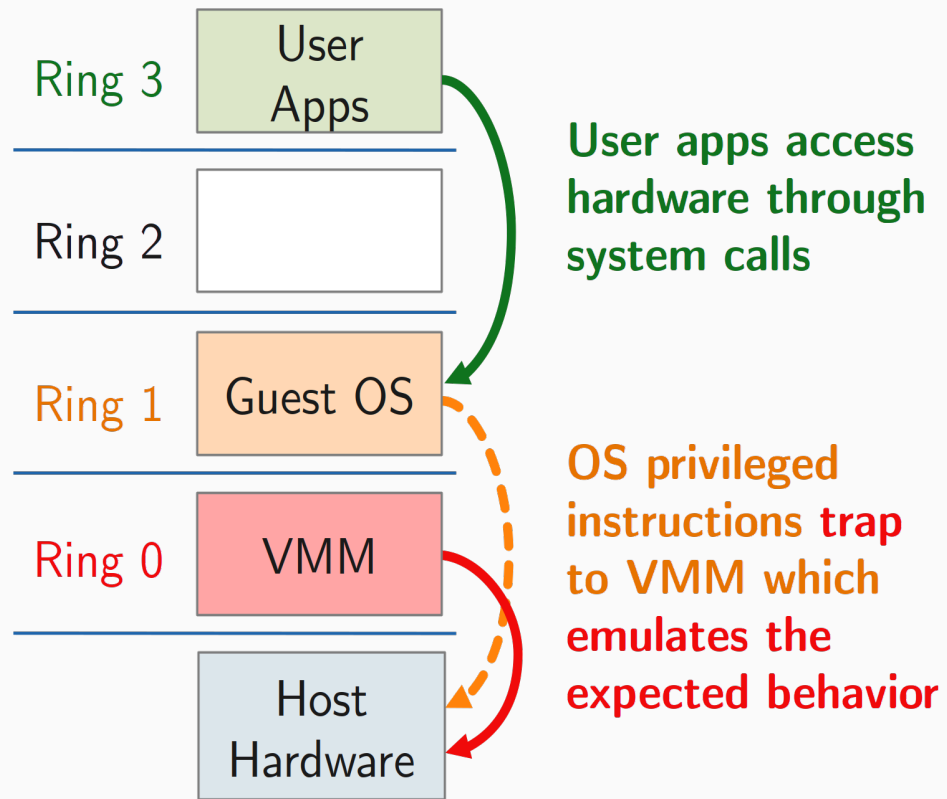 Ring 3
User
Apps
User apps access
hardware through
system calls
Ring 2
Ring 1
Guest OS
OS privileged
instructions trap
to VMM which
emulates the
expected behavior
Ring 0
VMM
Host
Hardware